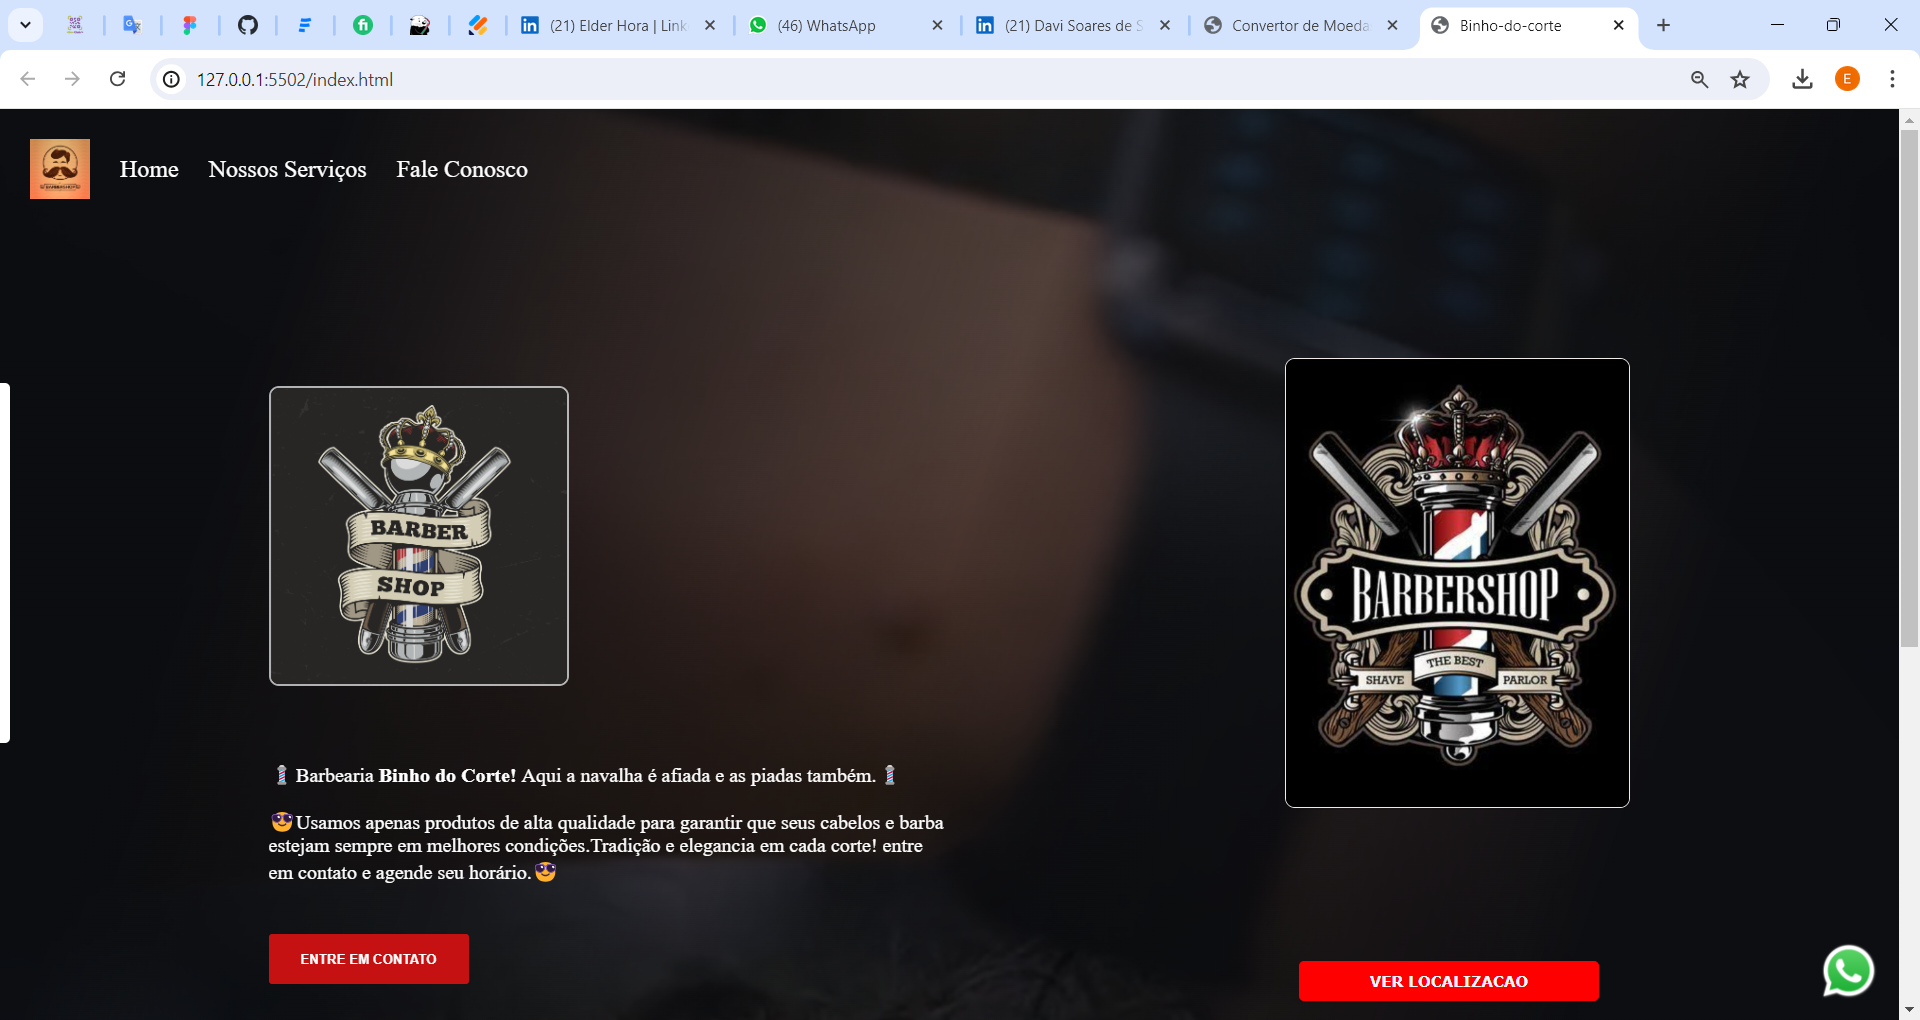 (21) Elder Hora | Link
(46) WhatsApp
(21) Davi Soares de S
Convertor de Moeda
Binho-do-corte
127.0.0.1:5502/index.html
E
Home
Nossos Serviços
Fale Conosco
BARBER
SHOP
BARBERSHOP
THE BEST
SHAVE
PARLOR
Barbearia Binho do Corte! Aqui a navalha é afiada e as piadas também.
😎Usamos apenas produtos de alta qualidade para garantir que seus cabelos e barba
estejam sempre em melhores condições.Tradição e elegancia em cada corte! entre
em contato e agende seu horário.😎
ENTRE EM CONTATO
VER LOCALIZACAO